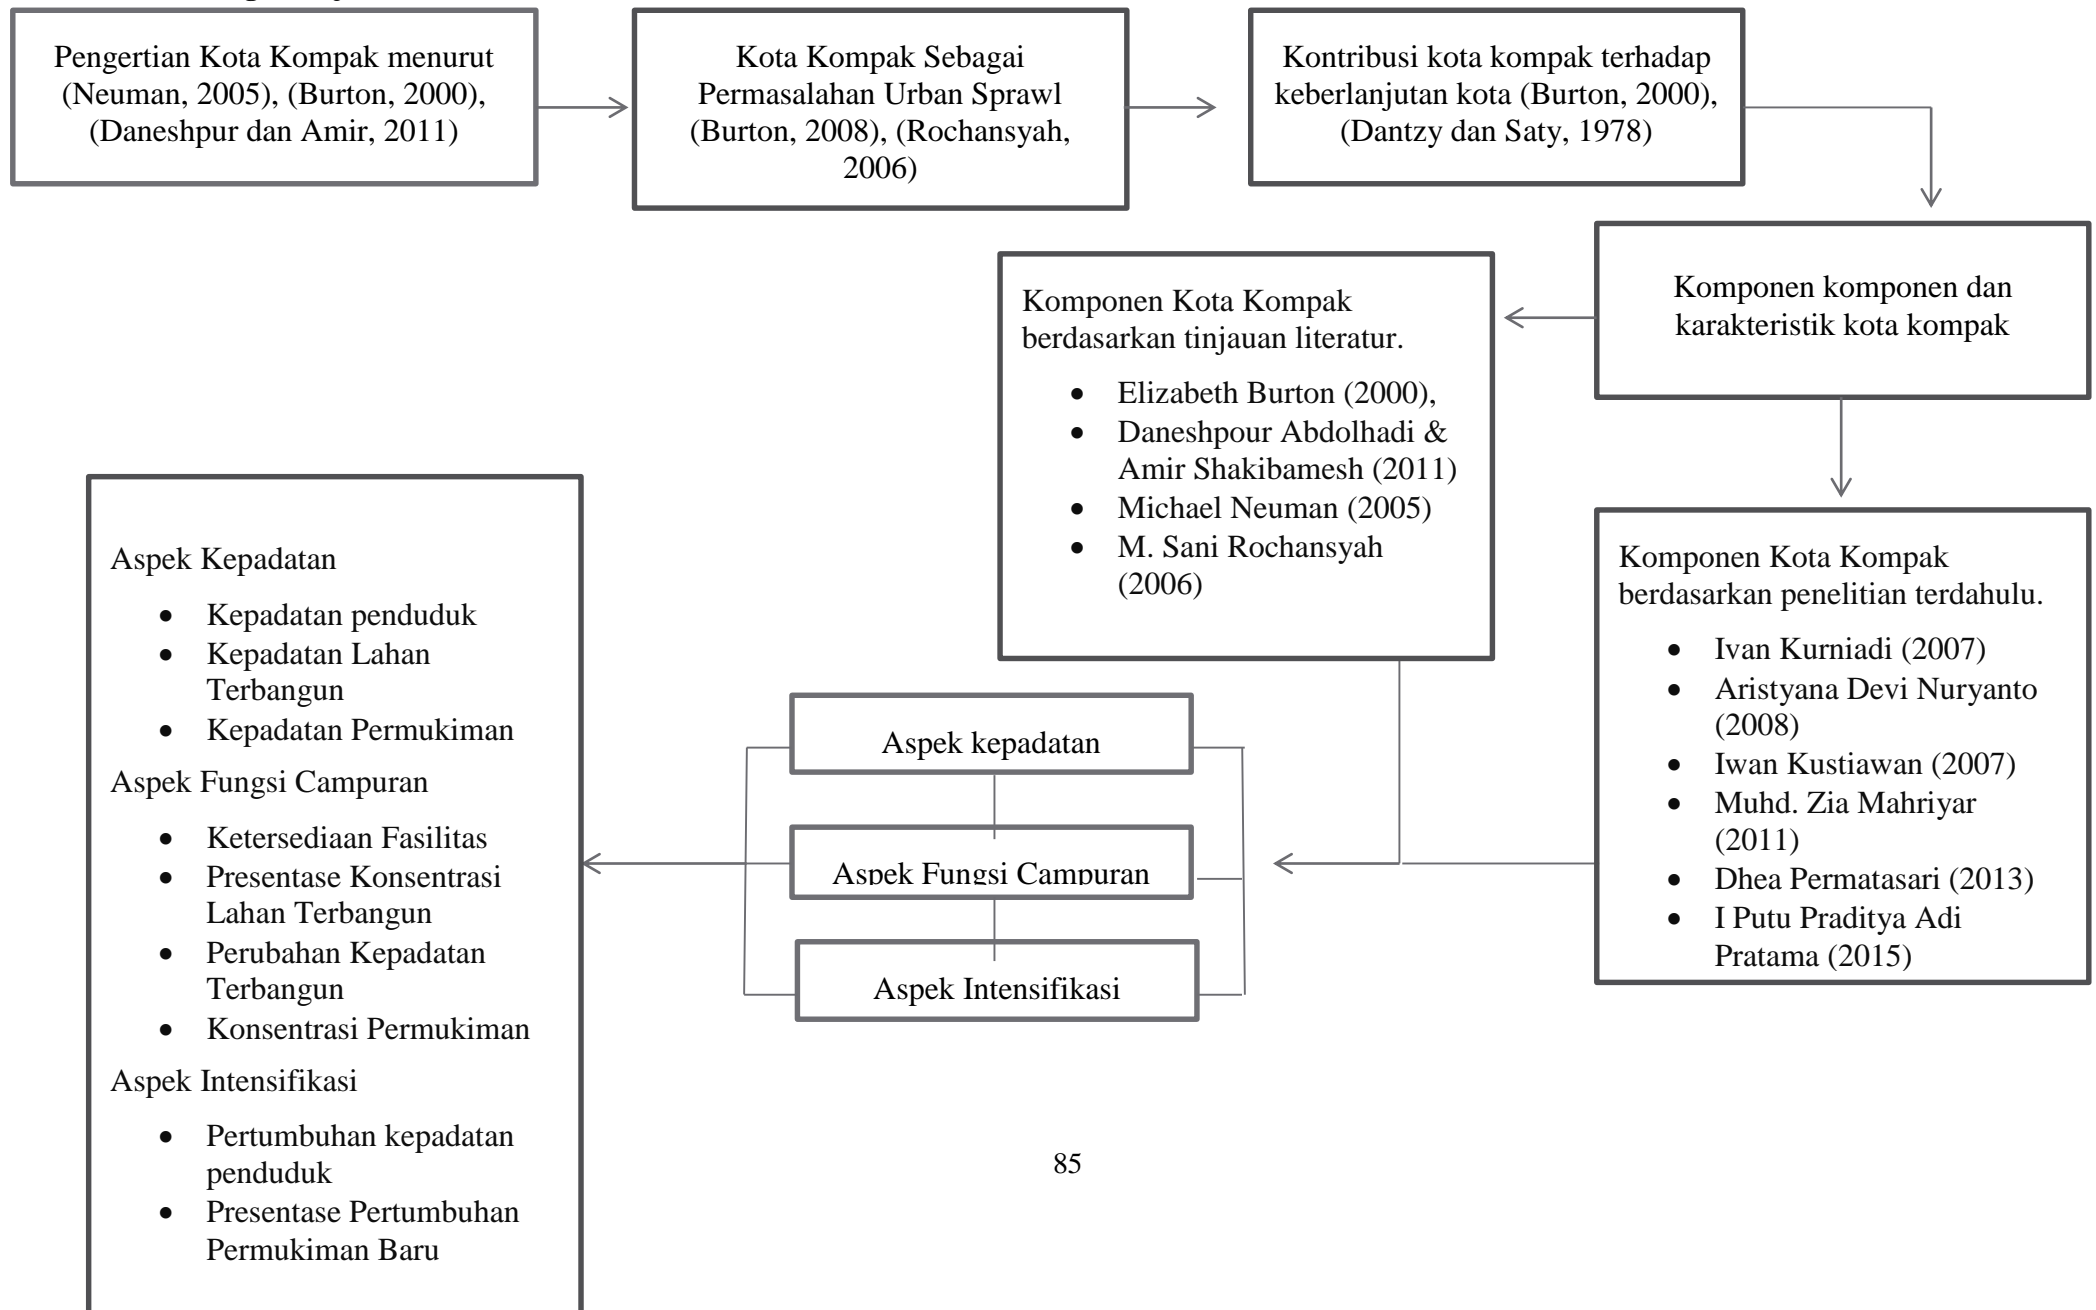 Pengertian Kota Kompak menurut
(Neuman, 2005), (Burton, 2000),
(Daneshpur dan Amir, 2011)
Kota Kompak Sebagai
Permasalahan Urban Sprawl
(Burton, 2008), (Rochansyah,
2006)
Kontribusi kota kompak terhadap
keberlanjutan kota (Burton, 2000),
(Dantzy dan Saty, 1978)
Komponen komponen dan
karakteristik kota kompak
Komponen Kota Kompak
berdasarkan tinjauan literatur.
• Elizabeth Burton (2000),
• Daneshpour Abdolhadi &
Amir Shakibamesh (2011)
• Michael Neuman (2005)
• M. Sani Rochansyah
(2006)
Komponen Kota Kompak
berdasarkan penelitian terdahulu.
• Ivan Kurniadi (2007)
• Aristyana Devi Nuryanto
(2008)
• Iwan Kustiawan (2007)
• Muhd. Zia Mahriyar
(2011)
• Dhea Permatasari (2013)
• I Putu Praditya Adi
Pratama (2015)
Aspek kepadatan
Aspek Fungsi Campuran
Aspek Intensifikasi
Aspek Kepadatan
• Kepadatan penduduk
• Kepadatan Lahan
Terbangun
• Kepadatan Permukiman
Aspek Fungsi Campuran
• Ketersediaan Fasilitas
• Presentase Konsentrasi
Lahan Terbangun
• Perubahan Kepadatan
Terbangun
• Konsentrasi Permukiman
Aspek Intensifikasi
• Pertumbuhan kepadatan
penduduk
• Presentase Pertumbuhan
Permukiman Baru
85